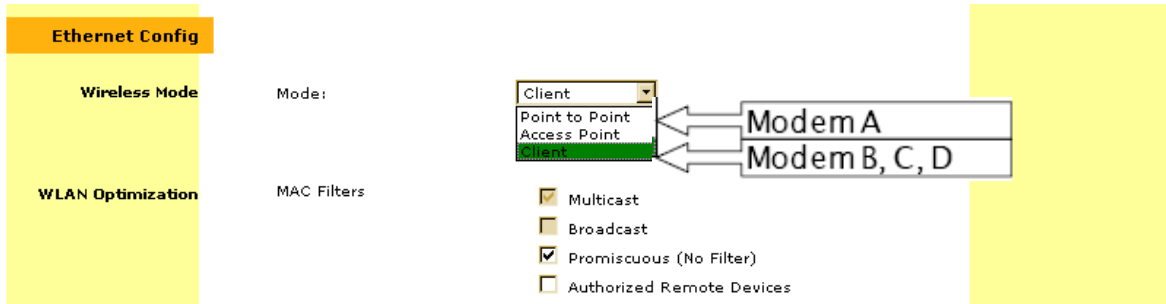 Ethernet Config
Wireless Mode Mode: Client
Point to Point
Modem A
Access Point
Client
Modem B, C, D
WLAN Optimization MAC Filters
Multicast
Broadcast
Promiscuous (No Filter)
Authorized Remote Devices